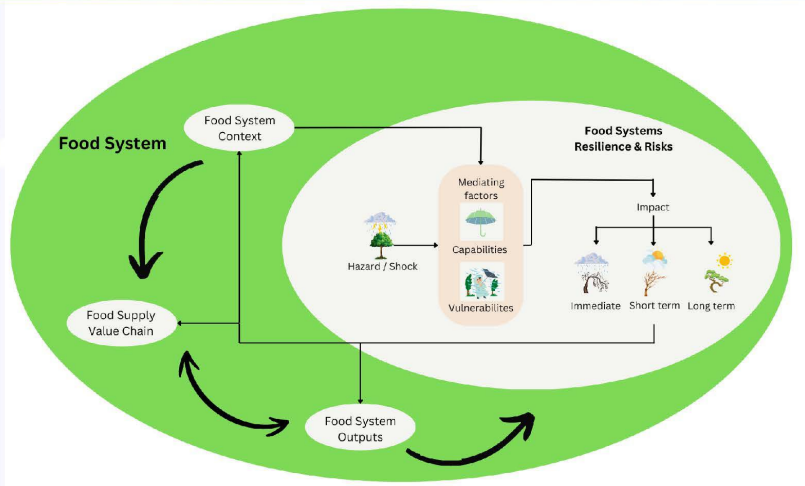 Food System
Food System
Context
Food Systems
Resilience & Risks
Mediating
factors
Capabilities
Vulnerabilites
Hazard / Shock
Impact
Immediate
Short term
Long term
Food Supply
Value Chain
Food System
Outputs